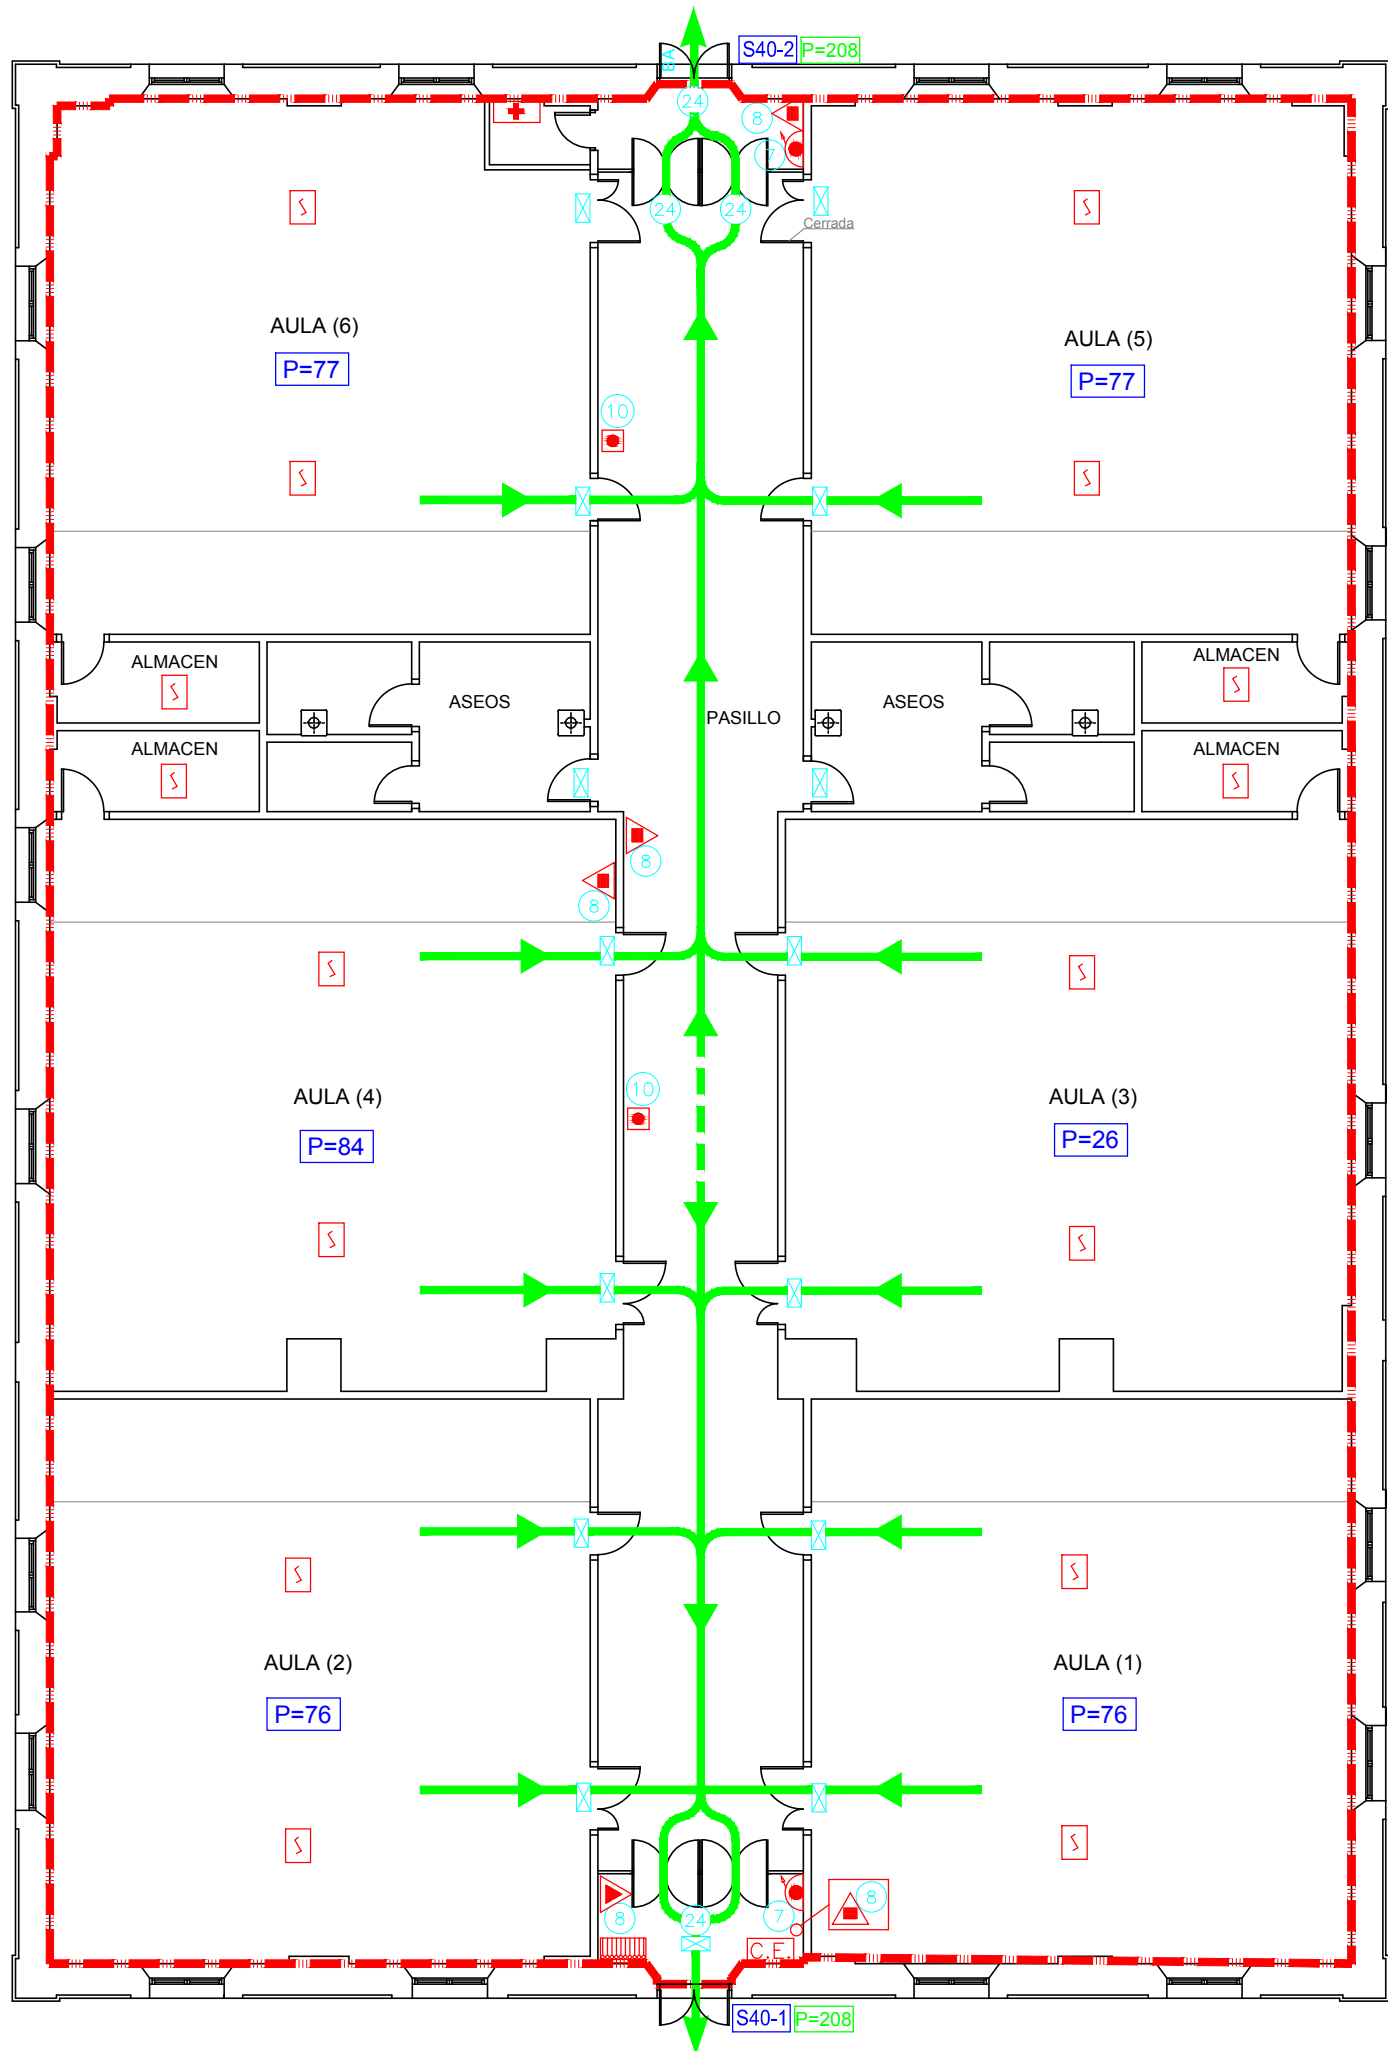 BA
S40-2 P=208
24
8
7
24 24
Cerrada
AULA (6)
P=77
AULA (5)
P=77
10
ALMACEN
ALMACEN
ASEOS
PASILLO
ASEOS
ALMACEN
ALMACEN
8
8
AULA (4)
P=84
10
AULA (3)
P=26
AULA (2)
P=76
AULA (1)
P=76
8
24
7
8
C.E.
S40-1 P=208